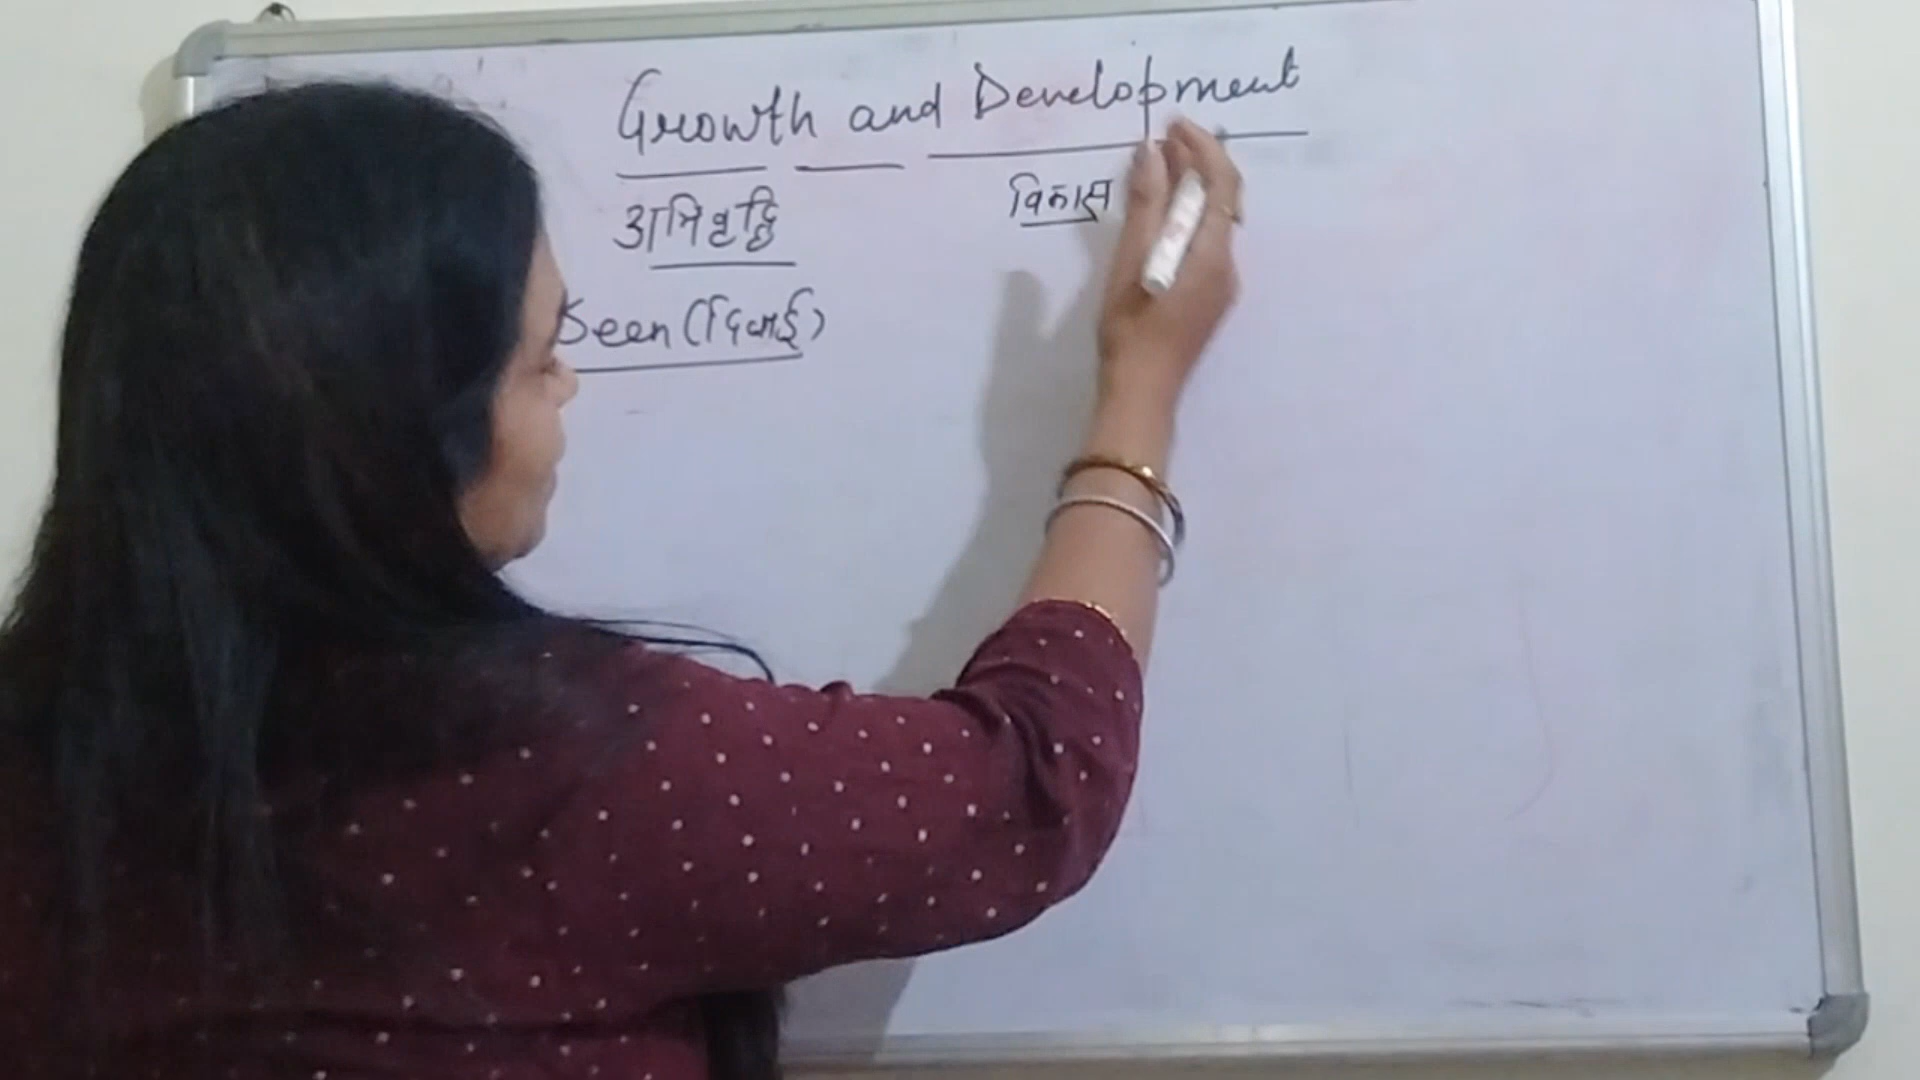 Growth and Development
अभिवृद्धि विकास
Seen (दिखाई)